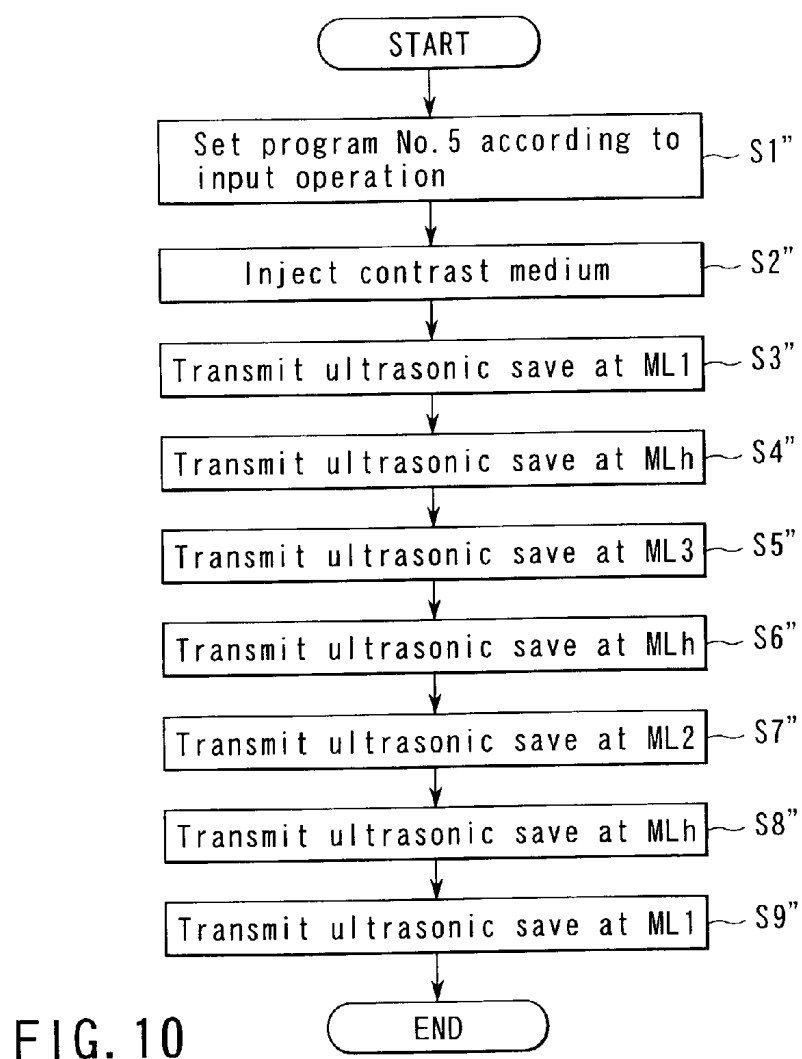 START
Set program No.5 according to
input operation
S1"
Inject contrast medium
S2"
Transmit ultrasonic save at ML1
S3"
Transmit ultrasonic save at MLh
S4"
Transmit ultrasonic save at ML3
S5"
Transmit ultrasonic save at MLh
S6"
Transmit ultrasonic save at ML2
S7"
Transmit ultrasonic save at MLh
S8"
Transmit ultrasonic save at ML1
S9"
END
FIG.10